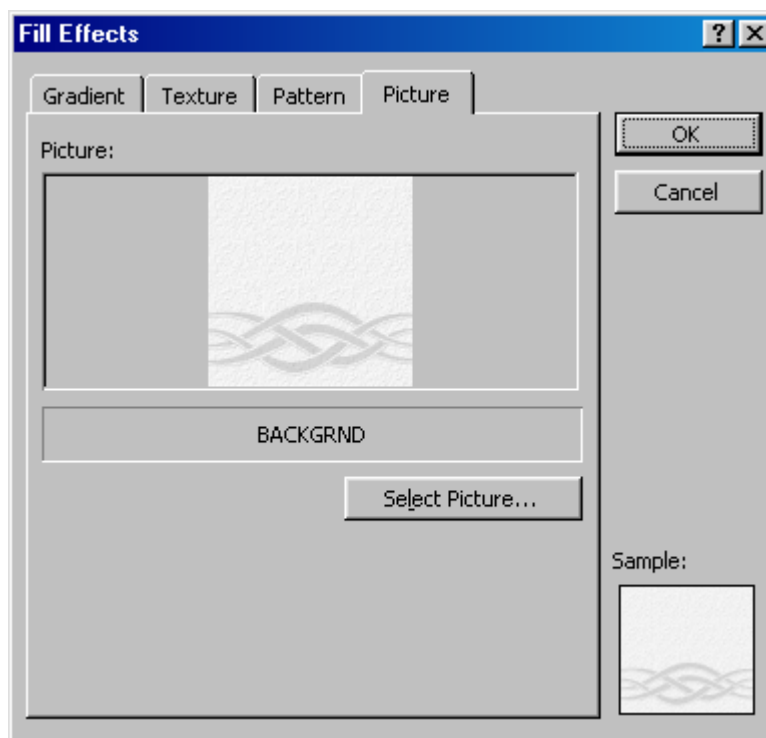 Fill Effects
Gradient Texture Pattern Picture
OK
Picture:
Cancel
BACKGRND
Select Picture...
Sample: